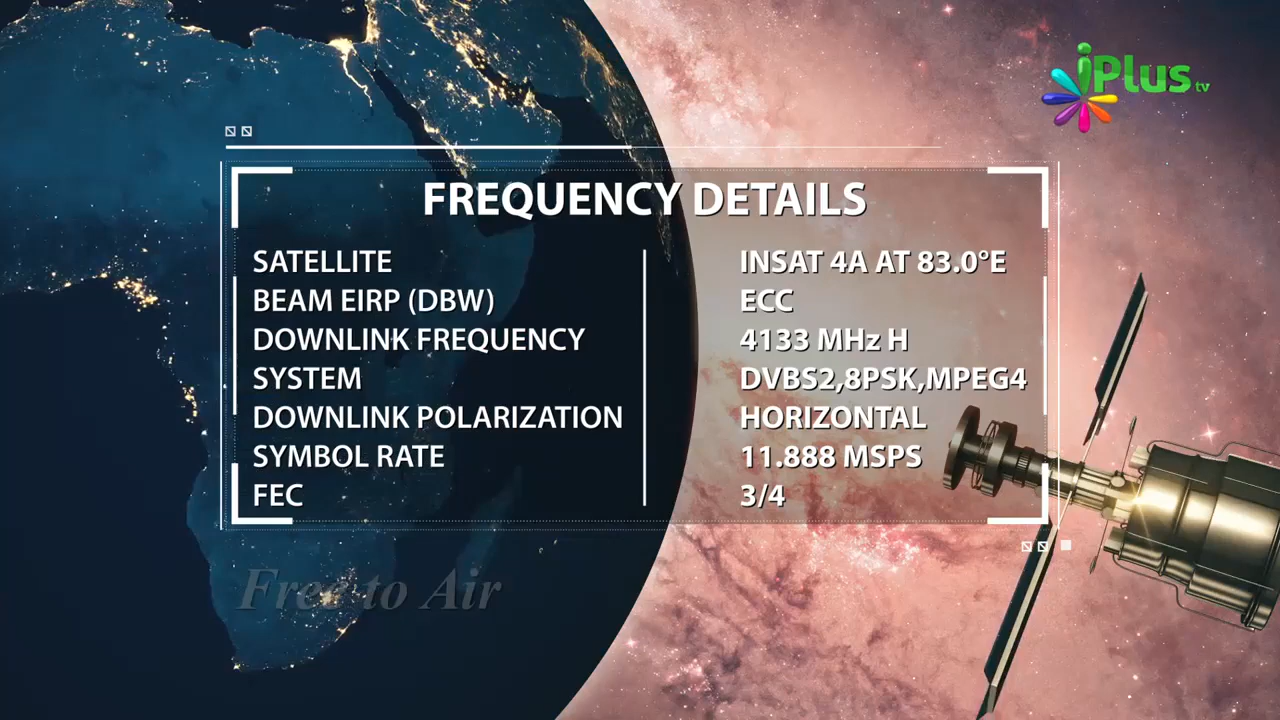 iPlus tv
FREQUENCY DETAILS
SATELLITE INSAT 4A AT 83.0°E
BEAM EIRP (DBW) ECC
DOWNLINK FREQUENCY 4133 MHz H
SYSTEM DVBS2,8PSK,MPEG4
DOWNLINK POLARIZATION HORIZONTAL
SYMBOL RATE 11.888 MSPS
FEC 3/4
Free to Air